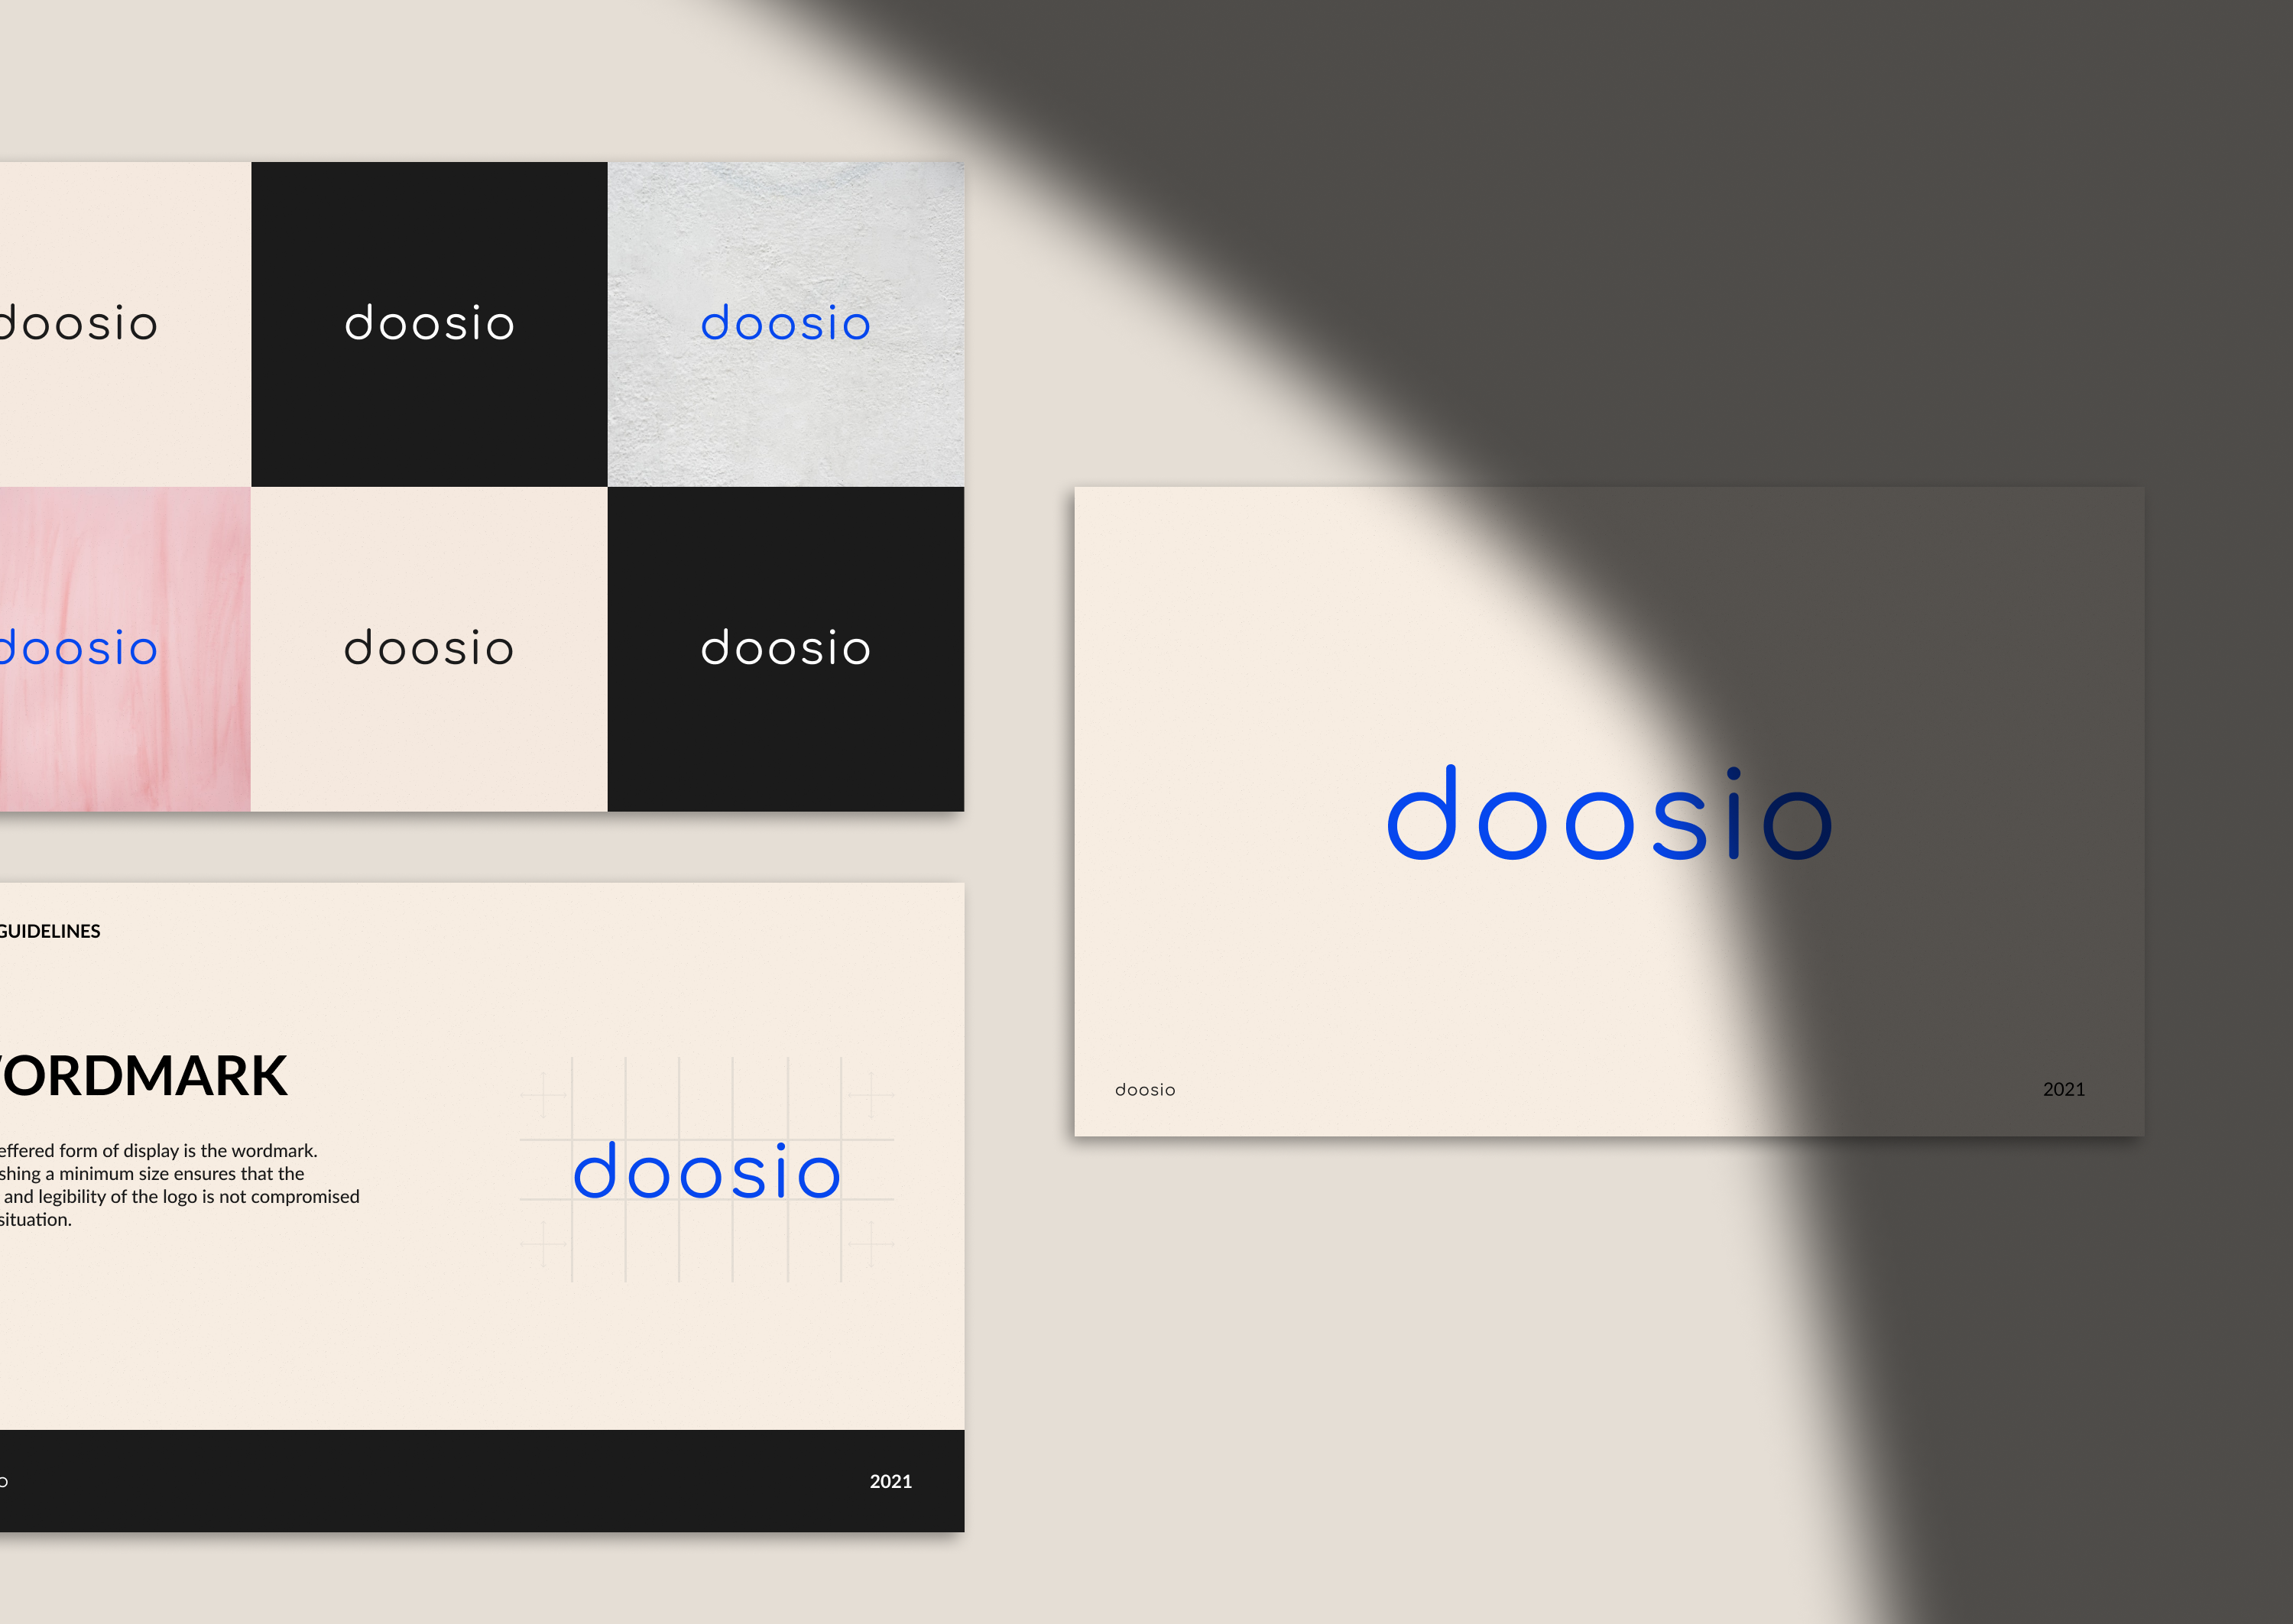 doosio
doosio
doosio
doosio
doosio
doosio
GUIDELINES
WORDMARK
effered form of display is the wordmark.
shing a minimum size ensures that the
and legibility of the logo is not compromised
situation.
doosio
o
2021
doosio
doosio
2021